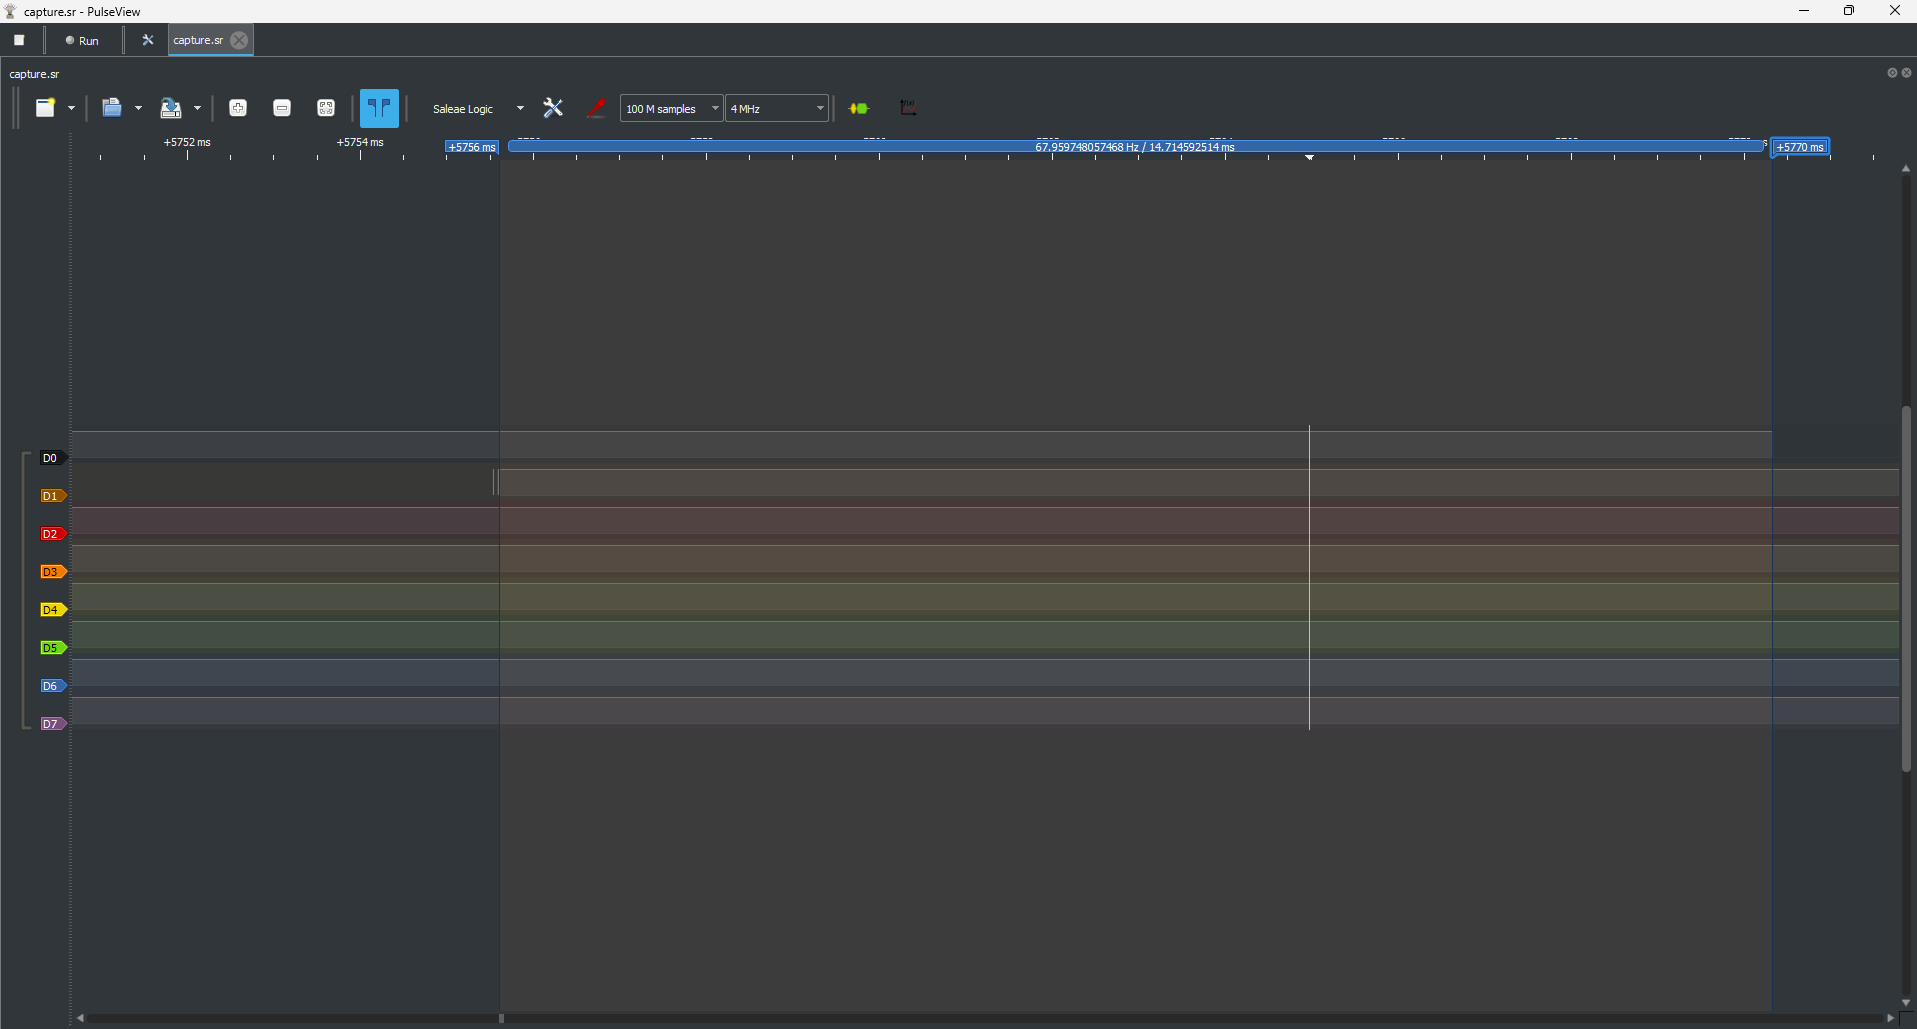 capture.sr - PulseView
Run
capture.sr
capture.sr
Saleae Logic
100 M samples
4 MHz
+5752 ms
+5754 ms
+5756 ms
67.959748057468 Hz / 14.714592514 ms
+5770 ms
D0
D1
D2
D3
D4
D5
D6
D7